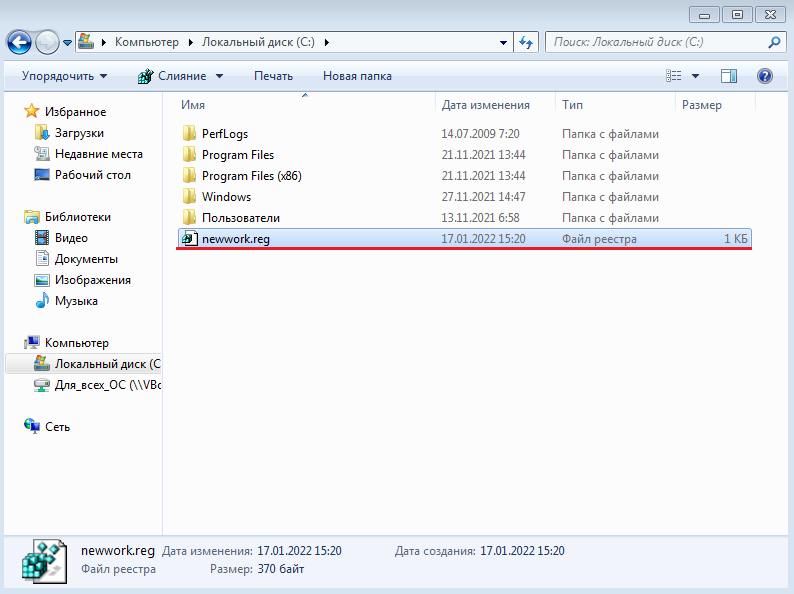 Компьютер Локальный диск (C:) Поиск: Локальный диск (C:)
Упорядочить Слияние Печать Новая папка
Избранное
Загрузки
Недавние места
Рабочий стол
Библиотеки
Видео
Документы
Изображения
Музыка
Компьютер
Локальный диск (C
Для_всех_ОС (\\VBo
Сеть
Имя Дата изменения Тип Размер
PerfLogs 14.07.2009 7:20 Папка с файлами
Program Files 21.11.2021 13:44 Папка с файлами
Program Files (x86) 21.11.2021 13:44 Папка с файлами
Windows 27.11.2021 14:47 Папка с файлами
Пользователи 13.11.2021 6:58 Папка с файлами
newwork.reg 17.01.2022 15:20 Файл реестра 1 КБ
newwork.reg Дата изменения: 17.01.2022 15:20 Дата создания: 17.01.2022 15:20
Файл реестра Размер: 370 байт